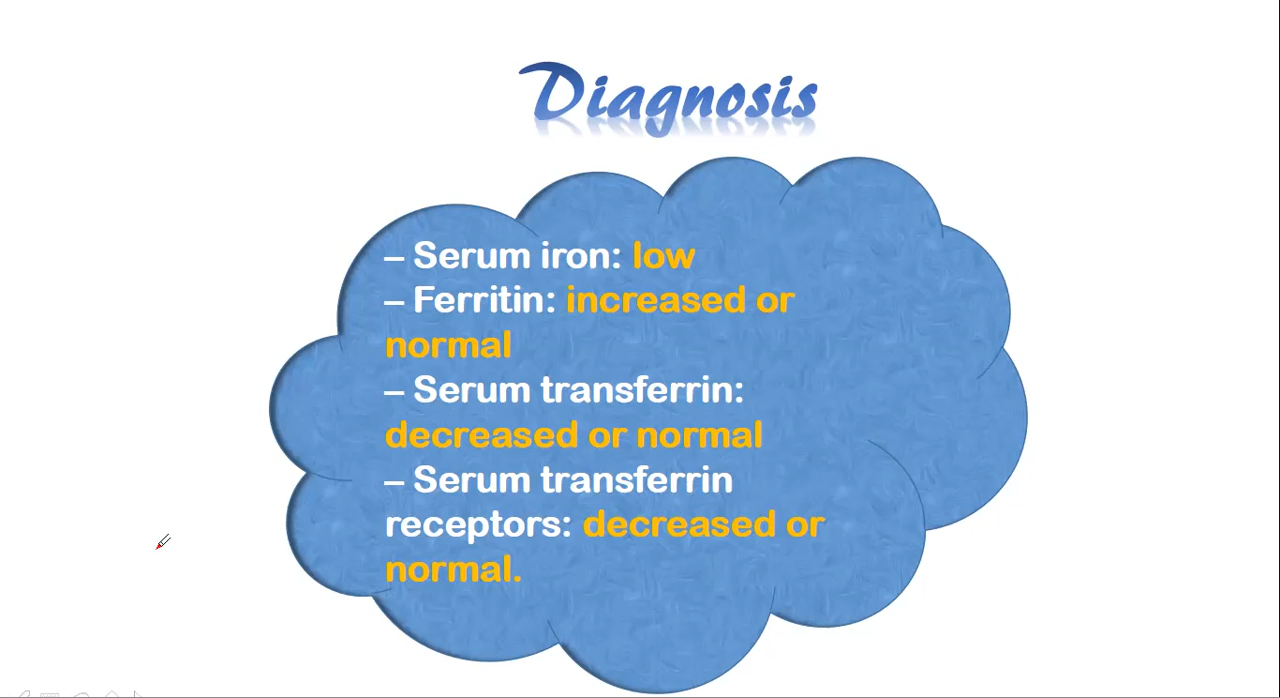 Diagnosis
– Serum iron: low
– Ferritin: increased or
normal
– Serum transferrin:
decreased or normal
– Serum transferrin
receptors: decreased or
normal.